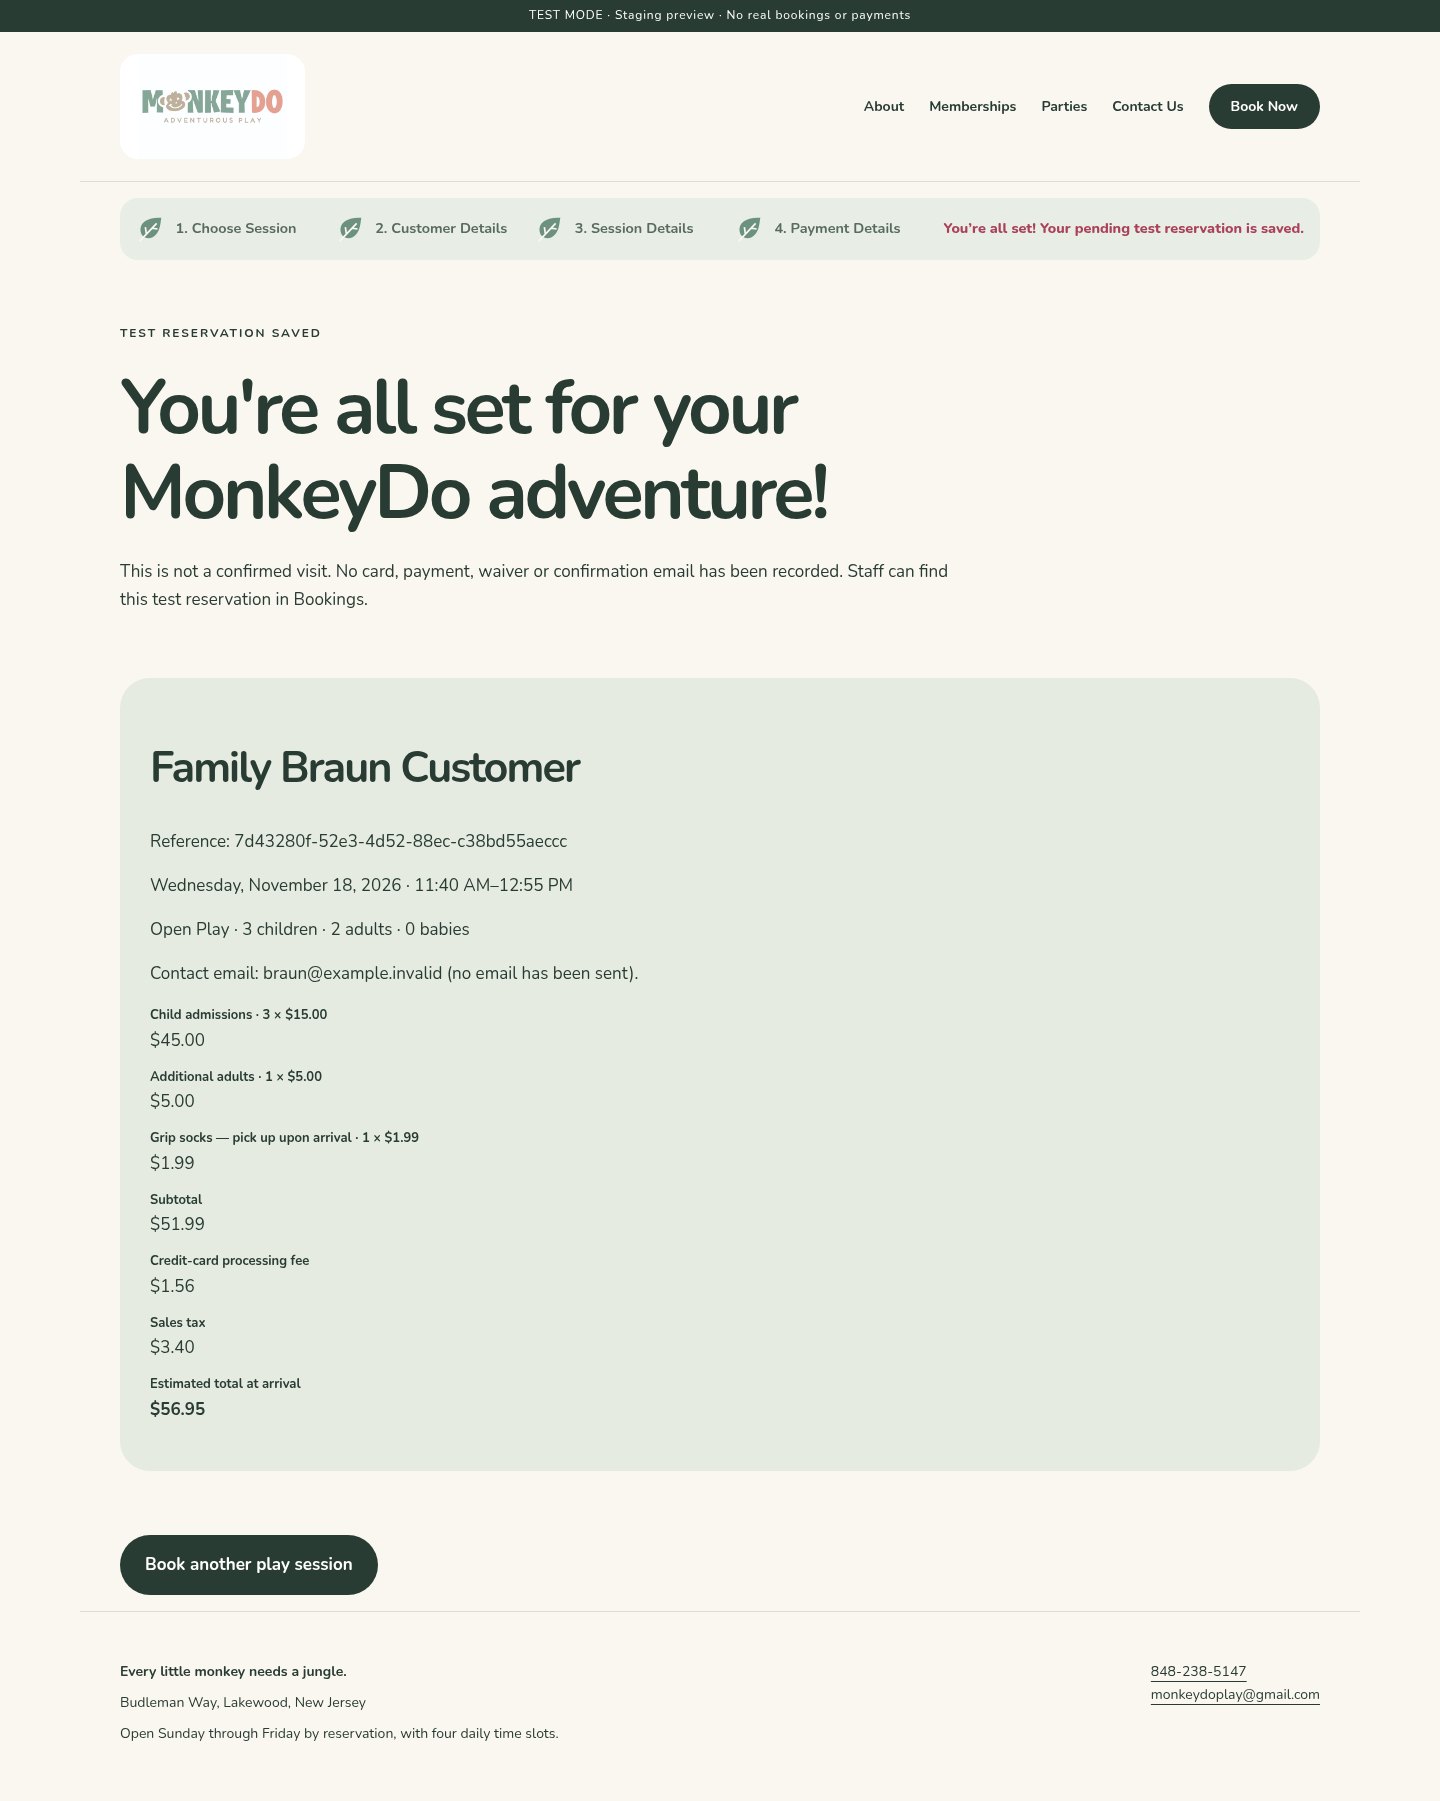 TEST MODE · Staging preview · No real bookings or payments
MONKEYDO
ADVENTUROUS PLAY
About
Memberships
Parties
Contact Us
Book Now
1. Choose Session
2. Customer Details
3. Session Details
4. Payment Details
You're all set! Your pending test reservation is saved.
TEST RESERVATION SAVED
You're all set for your
MonkeyDo adventure!
This is not a confirmed visit. No card, payment, waiver or confirmation email has been recorded. Staff can find
this test reservation in Bookings.
Family Braun Customer
Reference: 7d43280f-52e3-4d52-88ec-c38bd55aeccc
Wednesday, November 18, 2026 · 11:40 AM–12:55 PM
Open Play · 3 children · 2 adults · 0 babies
Contact email: braun@example.invalid (no email has been sent).
Child admissions · 3 × $15.00
$45.00
Additional adults · 1 × $5.00
$5.00
Grip socks — pick up upon arrival · 1 × $1.99
$1.99
Subtotal
$51.99
Credit-card processing fee
$1.56
Sales tax
$3.40
Estimated total at arrival
$56.95
Book another play session
Every little monkey needs a jungle.
Budleman Way, Lakewood, New Jersey
Open Sunday through Friday by reservation, with four daily time slots.
848-238-5147
monkeydoplay@gmail.com